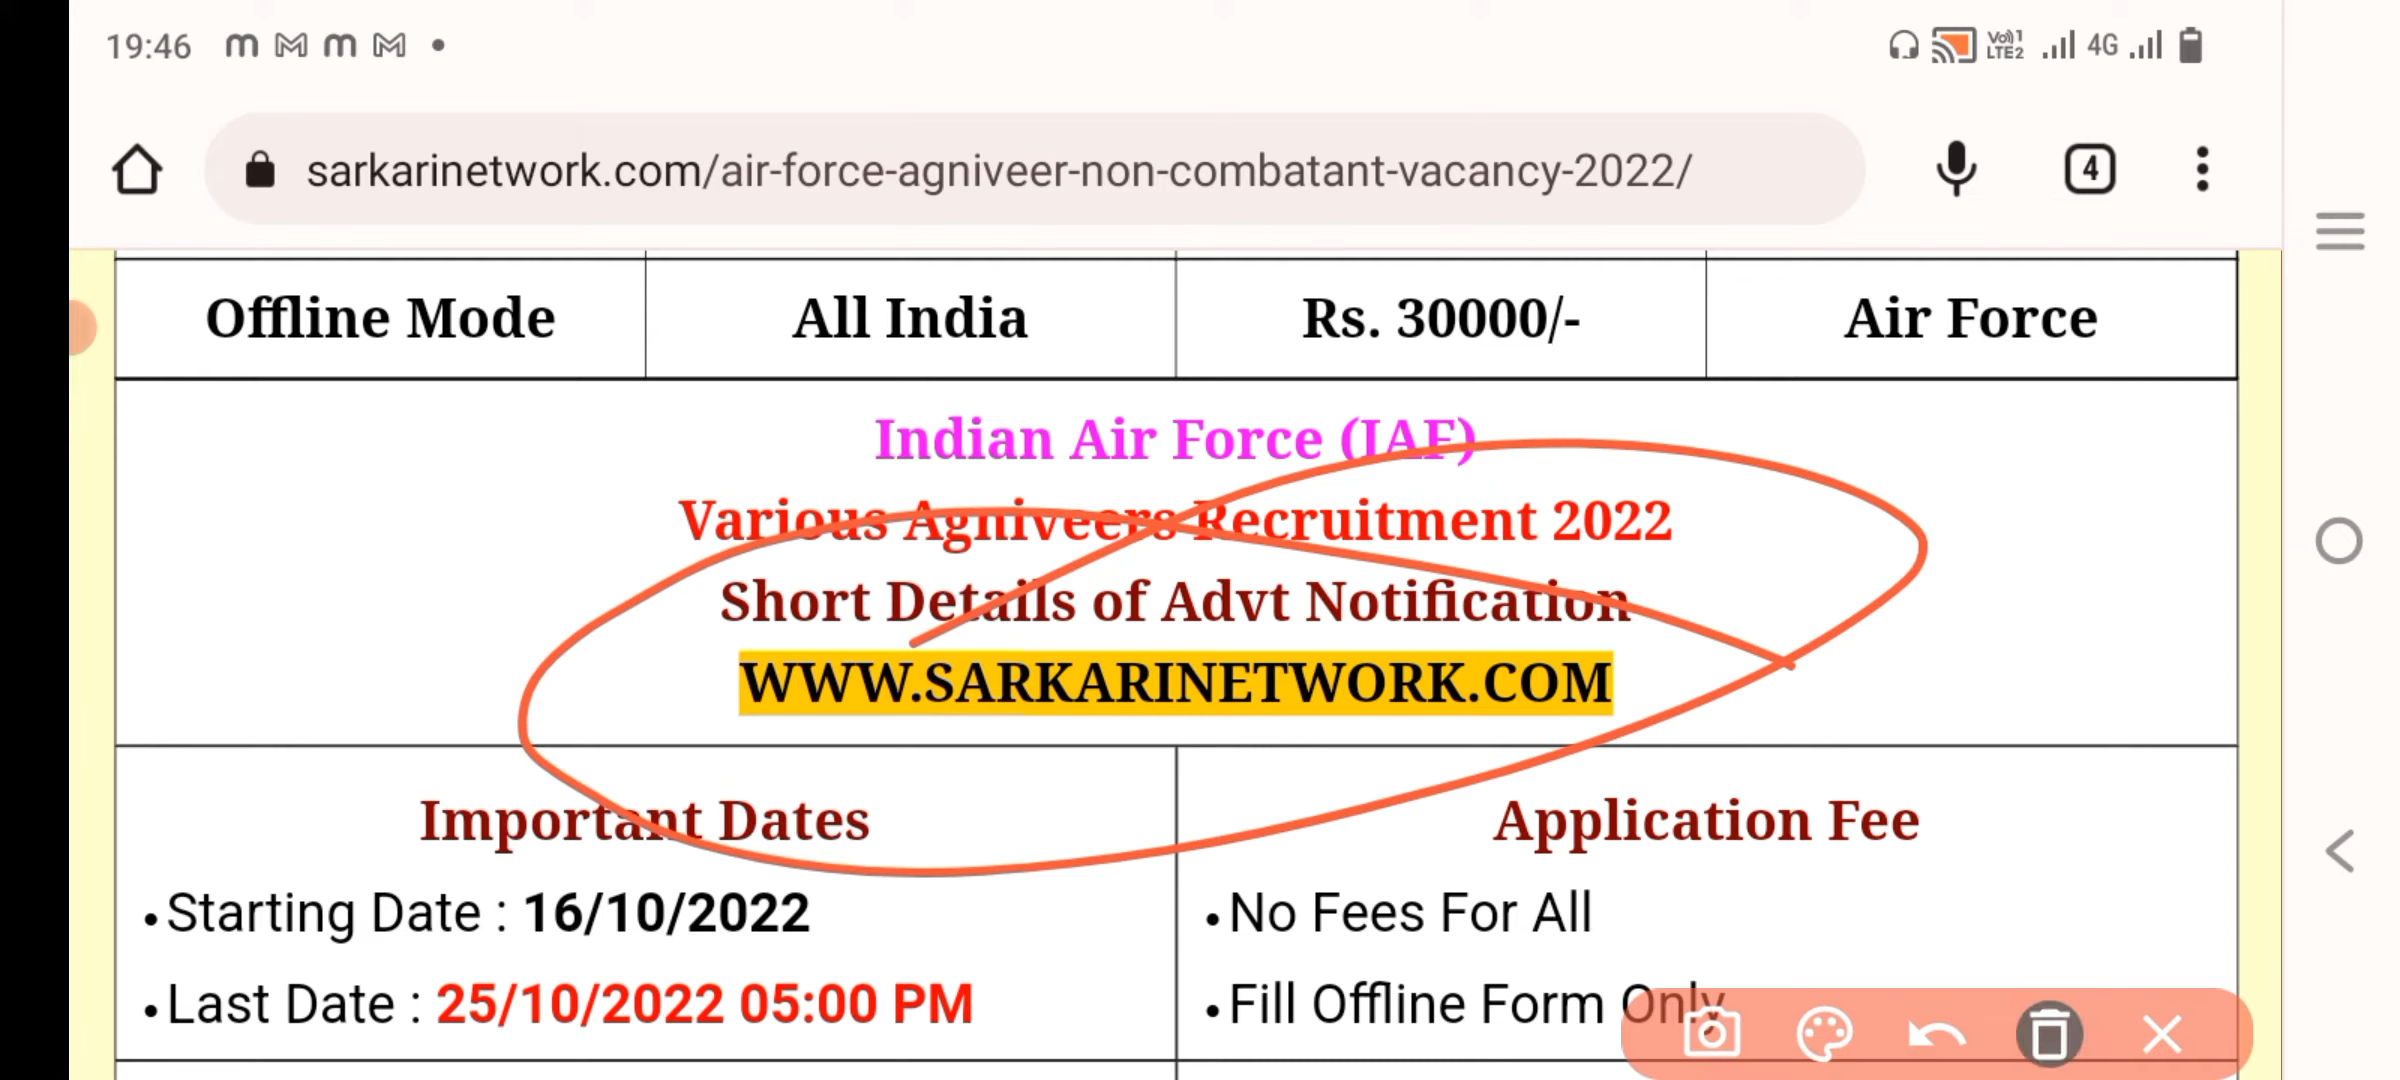 19:46
Vo)) 1
LTE2
4G
sarkarinetwork.com/air-force-agniveer-non-combatant-vacancy-2022/
4
Offline Mode
All India
Rs. 30000/-
Air Force
Indian Air Force (IAF)
Various Agniveers Recruitment 2022
Short Details of Advt Notification
WWW.SARKARINETWORK.COM
Important Dates
• Starting Date : 16/10/2022
• Last Date : 25/10/2022 05:00 PM
Application Fee
• No Fees For All
• Fill Offline Form Only